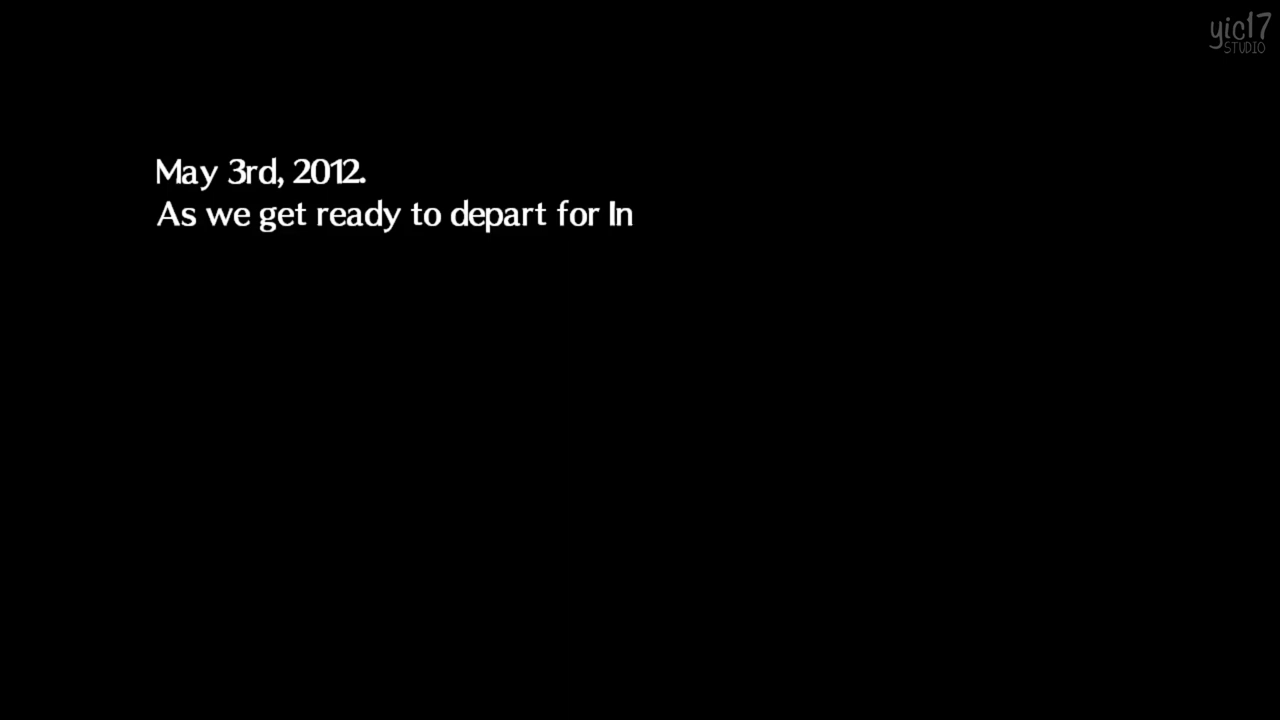 yic17
STUDIO
May 3rd, 2012.
As we get ready to depart for In